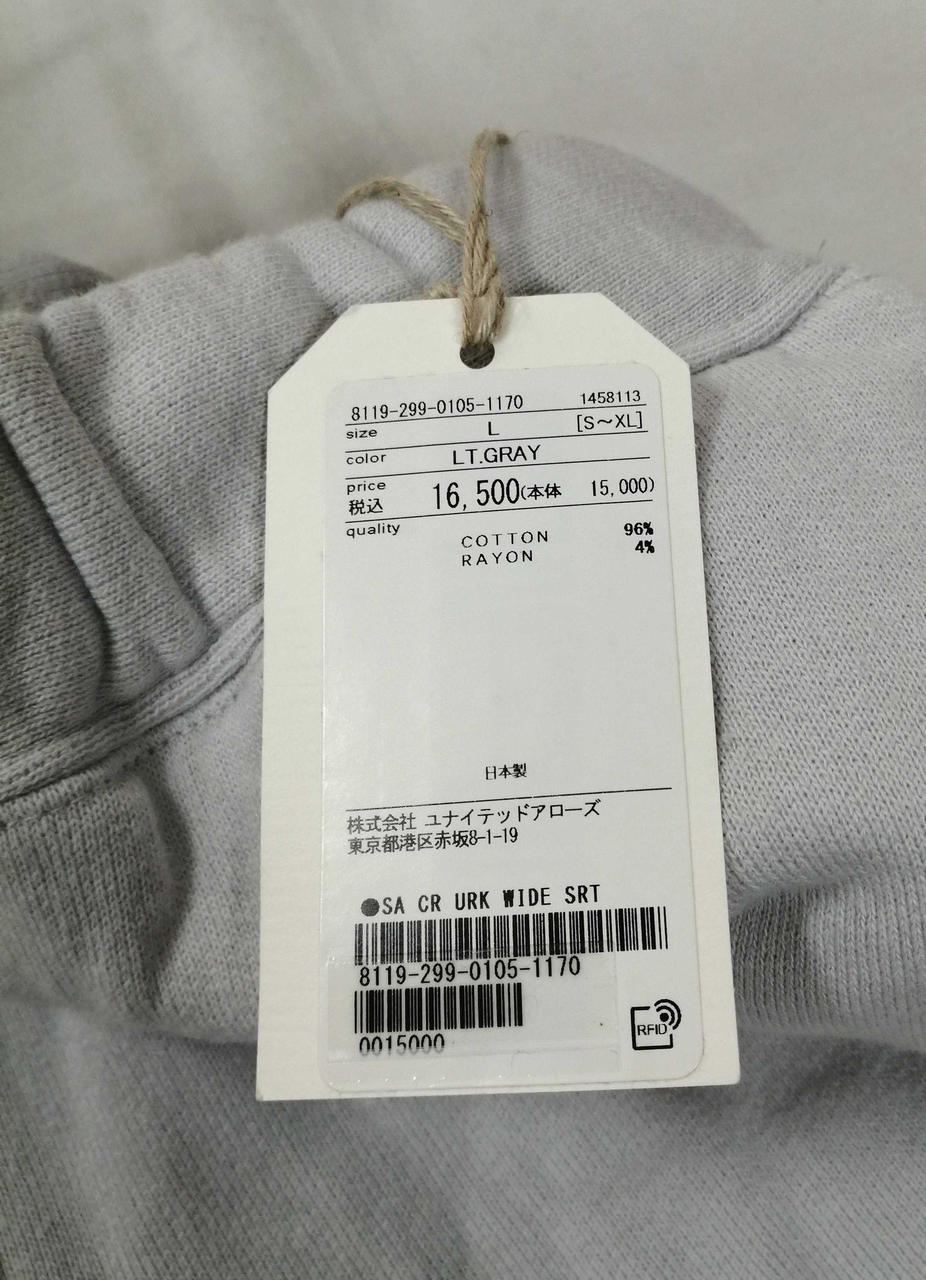 8119-299-0105-1170 1458113
size L [S~XL]
color LT.GRAY
price
税込 16,500(本体 15,000)
quality
COTTON 96%
RAYON 4%
日本製
株式会社 ユナイテッドアローズ
東京都港区赤坂8-1-19
●SA CR URK WIDE SRT
8119-299-0105-1170
0015000
RFID